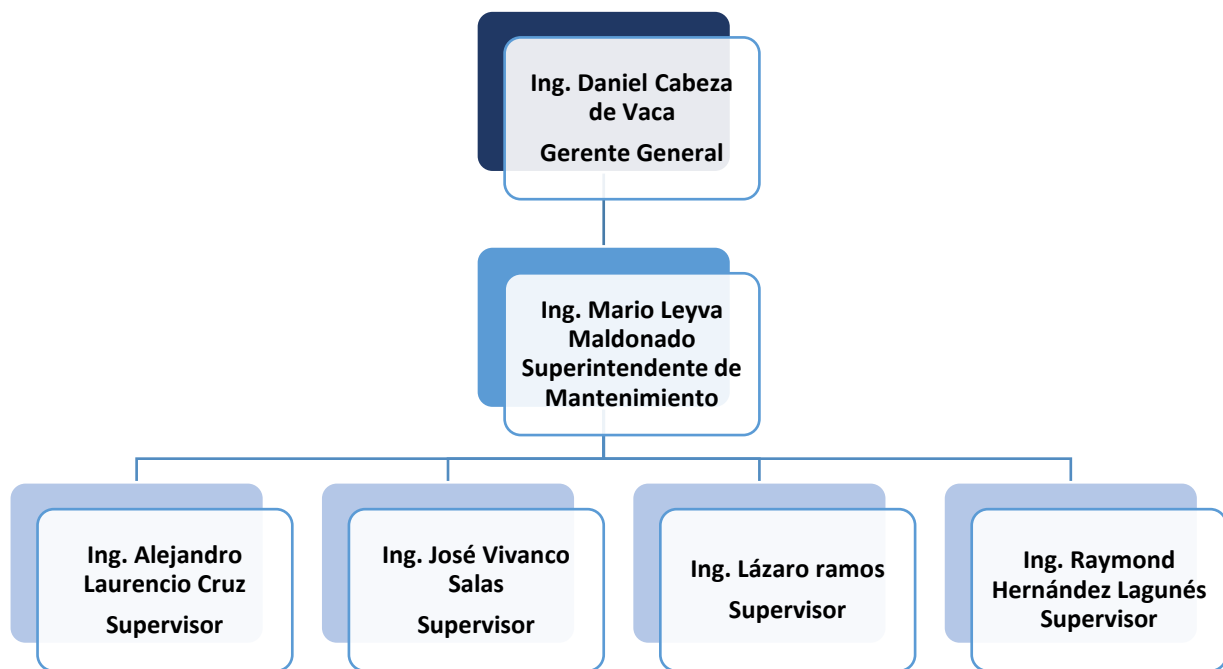 Ing. Daniel Cabeza
de Vaca
Gerente General
Ing. Mario Leyva
Maldonado
Superintendente de
Mantenimiento
Ing. Alejandro
Laurencio Cruz
Supervisor
Ing. José Vivanco
Salas
Supervisor
Ing. Lázaro ramos
Supervisor
Ing. Raymond
Hernández Lagunés
Supervisor